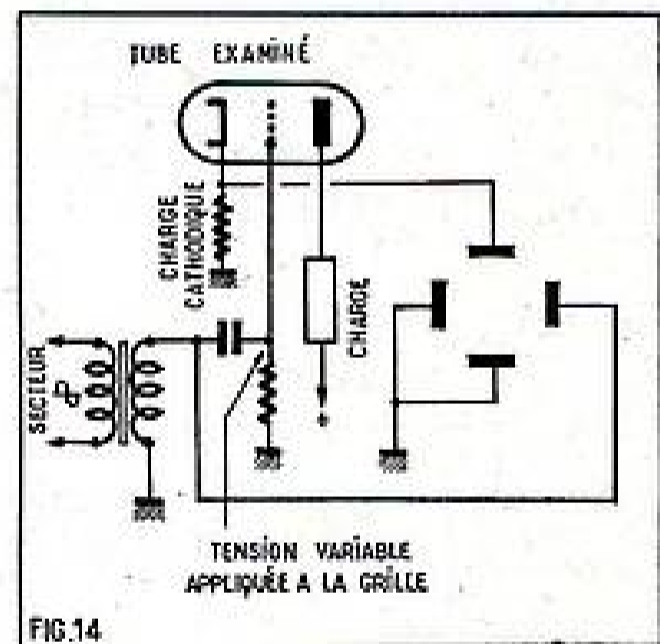 TUBE EXAMINÉ
CHARGE
CATHODIQUE
CHARGE
SECTEUR
+
TENSION VARIABLE
APPLIQUÉE A LA GRILLE
FIG.14